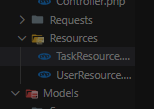 Controller.php
Requests
Resources
TaskResource....
UserResource....
Models